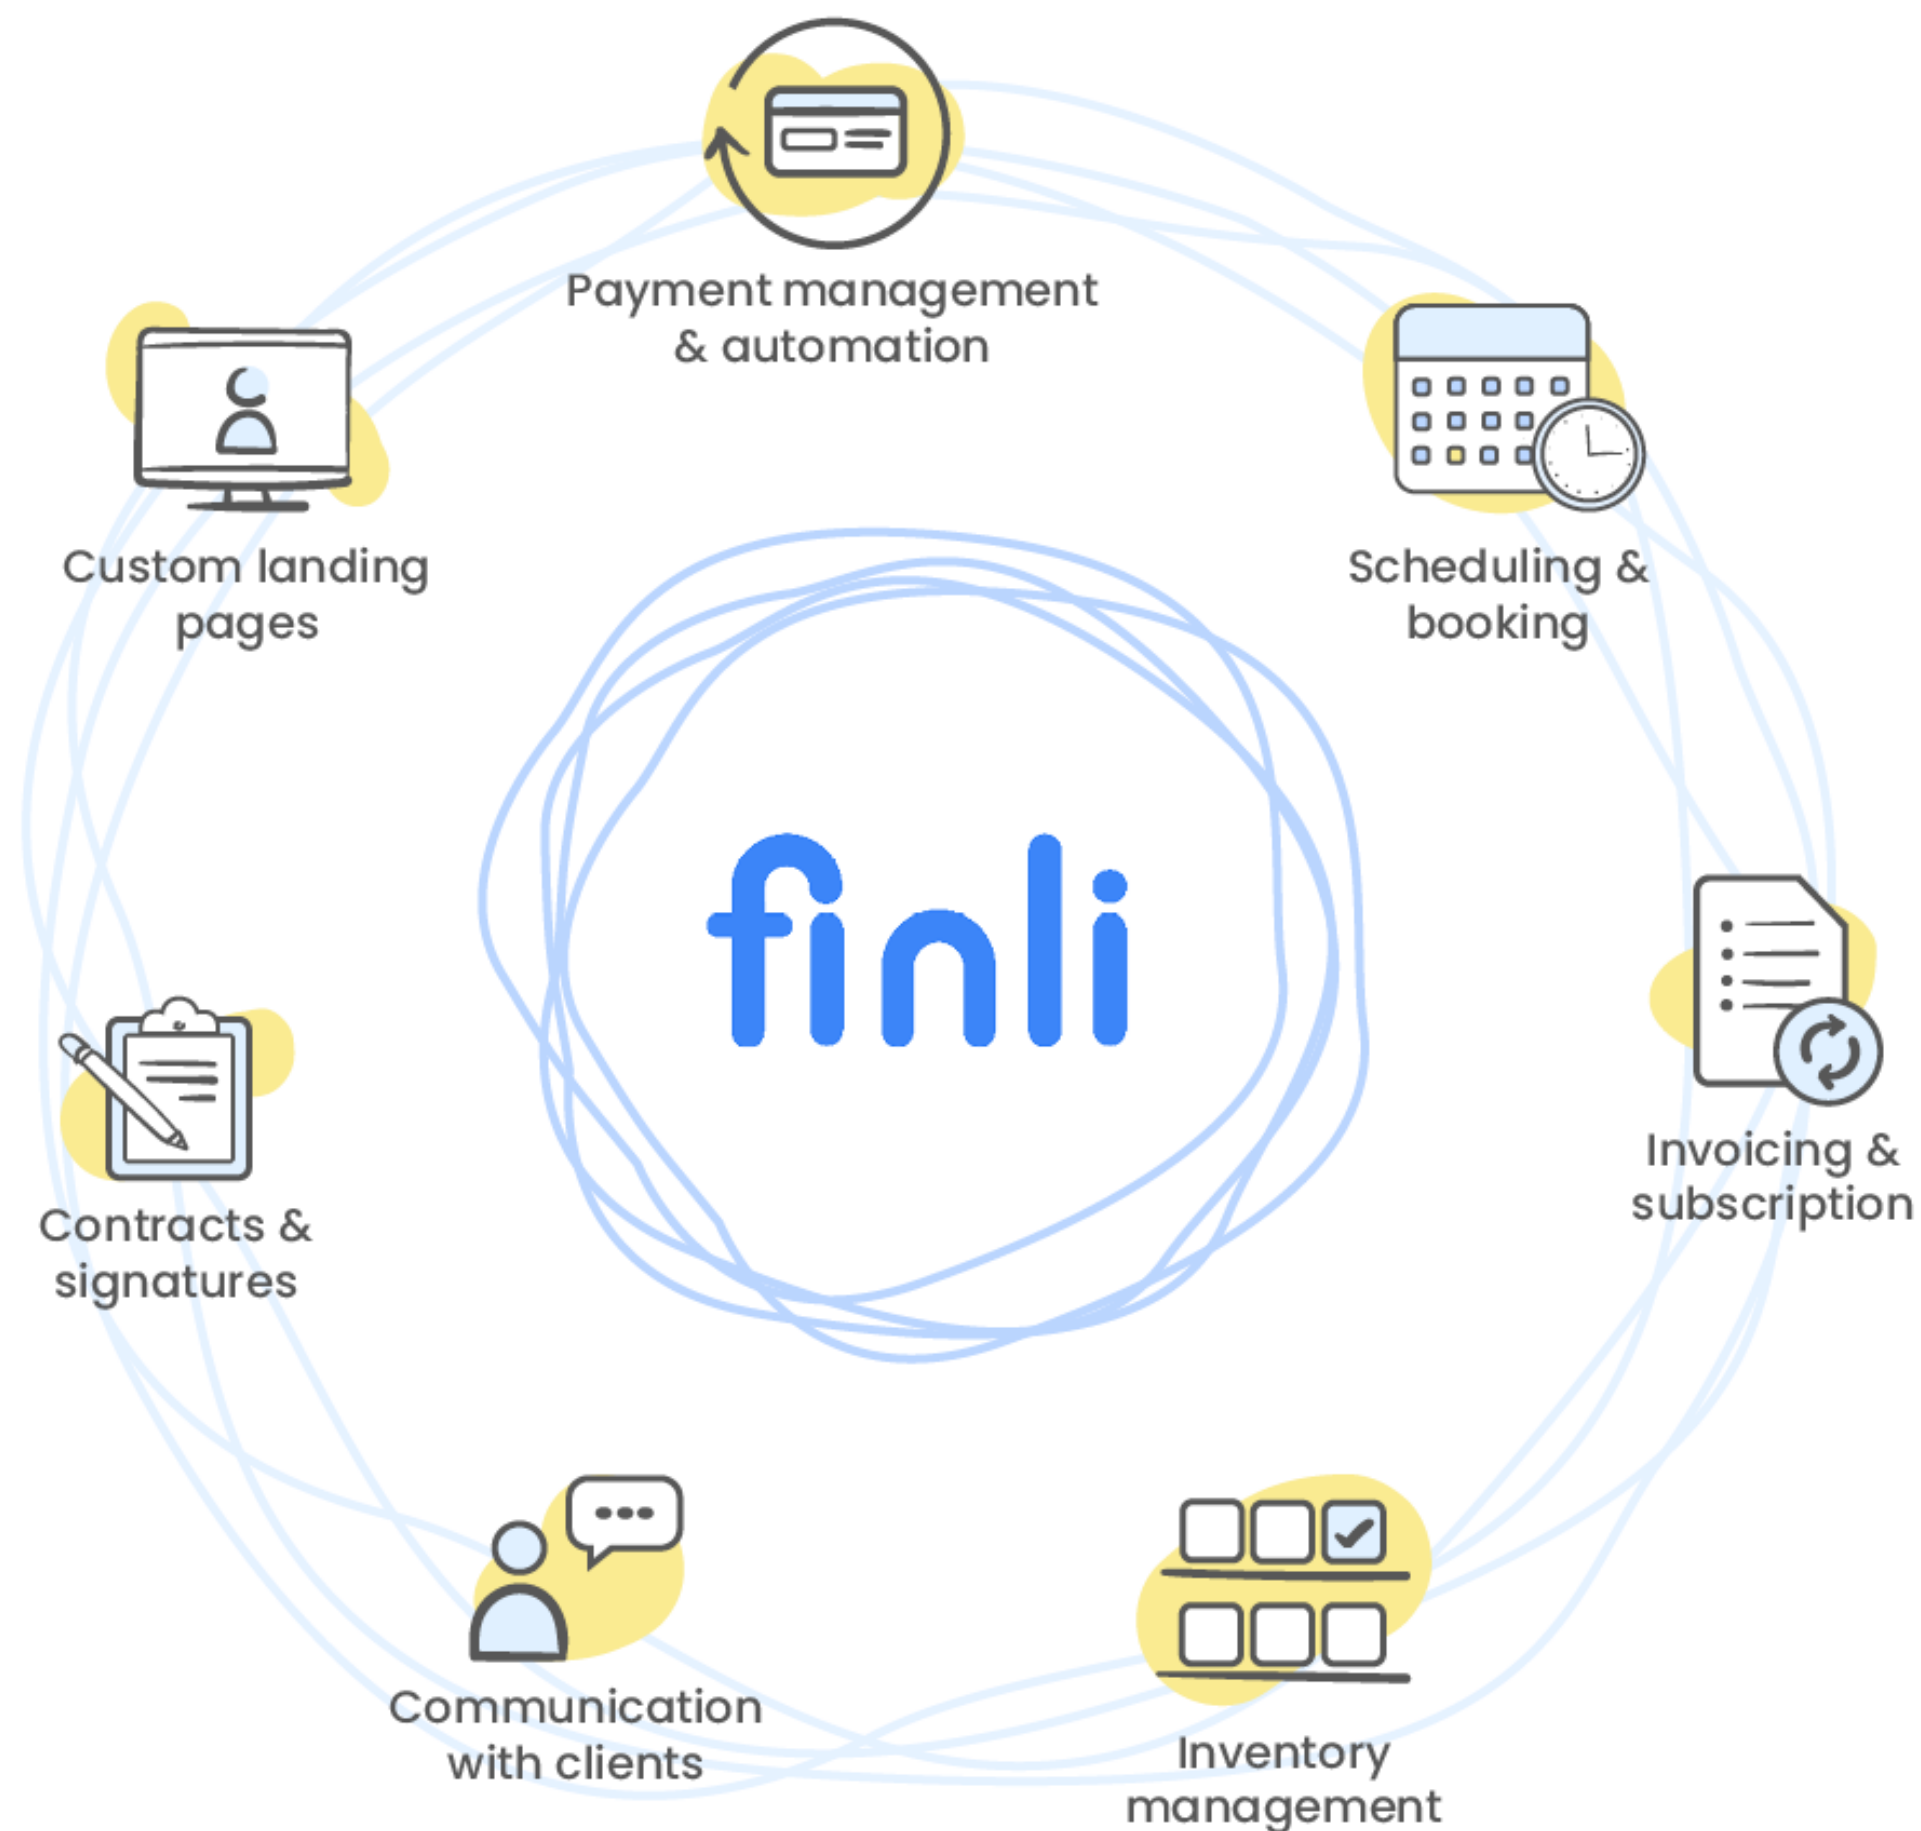 Payment management
& automation
Custom landing
pages
Scheduling &
booking
finli
Invoicing &
subscription
Contracts &
signatures
Communication
with clients
Inventory
management